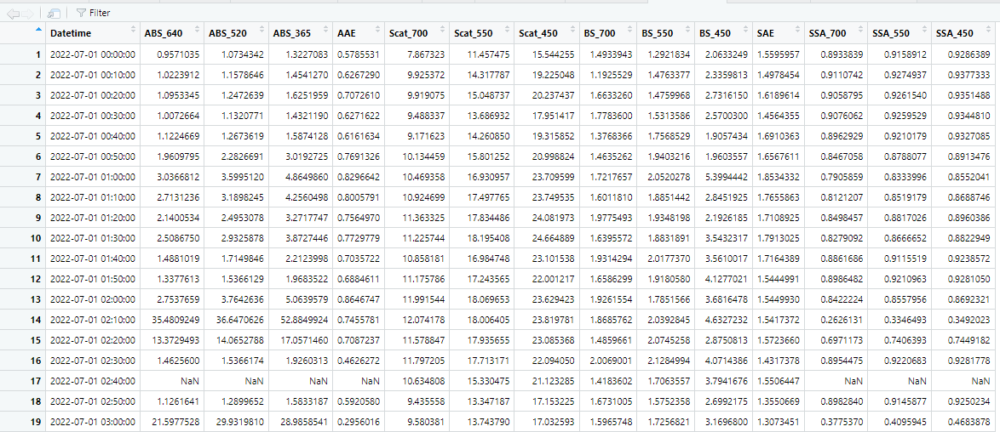 Filter
Datetime ABS_640 ABS_520 ABS_365 AAE Scat_700 Scat_550 Scat_450 BS_700 BS_550 BS_450 SAE SSA_700 SSA_550 SSA_450
1 2022-07-01 00:00:00 0.9571035 1.0734342 1.3227083 0.5785531 7.867323 11.457475 15.544255 1.4933943 1.2921834 2.0633249 1.5595957 0.8933839 0.9158912 0.9286389
2 2022-07-01 00:10:00 1.0223912 1.1578646 1.4541270 0.6267290 9.925372 14.317787 19.225048 1.1925529 1.4763377 2.3359813 1.4978454 0.9110742 0.9274937 0.9377333
3 2022-07-01 00:20:00 1.0953345 1.2472639 1.6251959 0.7072610 9.919075 15.048737 20.237437 1.6633260 1.4759968 2.7316150 1.6189614 0.9058795 0.9261540 0.9351488
4 2022-07-01 00:30:00 1.0072664 1.1320771 1.4321190 0.6271622 9.488337 13.686932 17.951417 1.7783600 1.5313586 2.5700300 1.4564355 0.9076062 0.9259529 0.9344810
5 2022-07-01 00:40:00 1.1224669 1.2673619 1.5874128 0.6161634 9.171623 14.260850 19.315852 1.3768366 1.7568529 1.9057434 1.6910363 0.8962929 0.9210179 0.9327085
6 2022-07-01 00:50:00 1.9609795 2.2826691 3.0192725 0.7691326 10.134459 15.801252 20.998824 1.4635262 1.9403216 1.9603557 1.6567611 0.8467058 0.8788077 0.8913476
7 2022-07-01 01:00:00 3.0366812 3.5995120 4.8649860 0.8296642 10.469358 16.930957 23.709599 1.7217657 2.0520278 5.3994442 1.8534332 0.7905859 0.8333996 0.8552041
8 2022-07-01 01:10:00 2.7131236 3.1898245 4.2560498 0.8005791 10.924699 17.497765 23.749535 1.6011810 1.8851442 2.8451925 1.7655863 0.8121207 0.8519179 0.8688746
9 2022-07-01 01:20:00 2.1400534 2.4953078 3.2717747 0.7564970 11.363325 17.834486 24.081973 1.9775493 1.9348198 2.1926185 1.7108925 0.8498457 0.8817026 0.8960386
10 2022-07-01 01:30:00 2.5086750 2.9325878 3.8727446 0.7729779 11.225744 18.195408 24.664889 1.6395572 1.8831891 3.5432317 1.7913025 0.8279092 0.8666652 0.8822949
11 2022-07-01 01:40:00 1.4881019 1.7149846 2.2123998 0.7035722 10.858181 16.984748 23.101538 1.9314294 2.0177370 3.5610017 1.7164389 0.8861686 0.9115519 0.9238572
12 2022-07-01 01:50:00 1.3377613 1.5366129 1.9683522 0.6884611 11.175786 17.243565 22.001217 1.6586299 1.9180580 4.1277021 1.5444991 0.8986482 0.9210963 0.9281050
13 2022-07-01 02:00:00 2.7537659 3.7642636 5.0639579 0.8646747 11.991544 18.069653 23.629423 1.9261554 1.7851566 3.6816478 1.5449930 0.8422224 0.8557956 0.8692321
14 2022-07-01 02:10:00 35.4809249 36.6470626 52.8849924 0.7455781 12.074178 18.006405 23.819781 1.8685762 2.0392845 4.6327232 1.5417372 0.2626131 0.3346493 0.3492023
15 2022-07-01 02:20:00 13.3729493 14.0652788 17.0571460 0.7087237 11.578847 17.935655 23.085368 1.4859661 2.0745258 2.8750813 1.5723660 0.6971173 0.7406393 0.7449182
16 2022-07-01 02:30:00 1.4625600 1.5366174 1.9260313 0.4626272 11.797205 17.713171 22.094050 2.0069001 2.1284994 4.0714386 1.4317378 0.8954475 0.9220683 0.9281778
17 2022-07-01 02:40:00 NaN NaN NaN NaN 10.634808 15.330475 21.123285 1.4183602 1.7063557 3.7941676 1.5506447 NaN NaN NaN
18 2022-07-01 02:50:00 1.1261641 1.2899652 1.5833187 0.5920580 9.435558 13.347187 17.153225 1.6731005 1.5752358 2.6992175 1.3550669 0.8982840 0.9145877 0.9250234
19 2022-07-01 03:00:00 21.5977528 29.9319810 28.9858541 0.2956016 9.580381 13.743790 17.032593 1.5965748 1.7256821 3.1696800 1.3073451 0.3775370 0.4095945 0.4683878